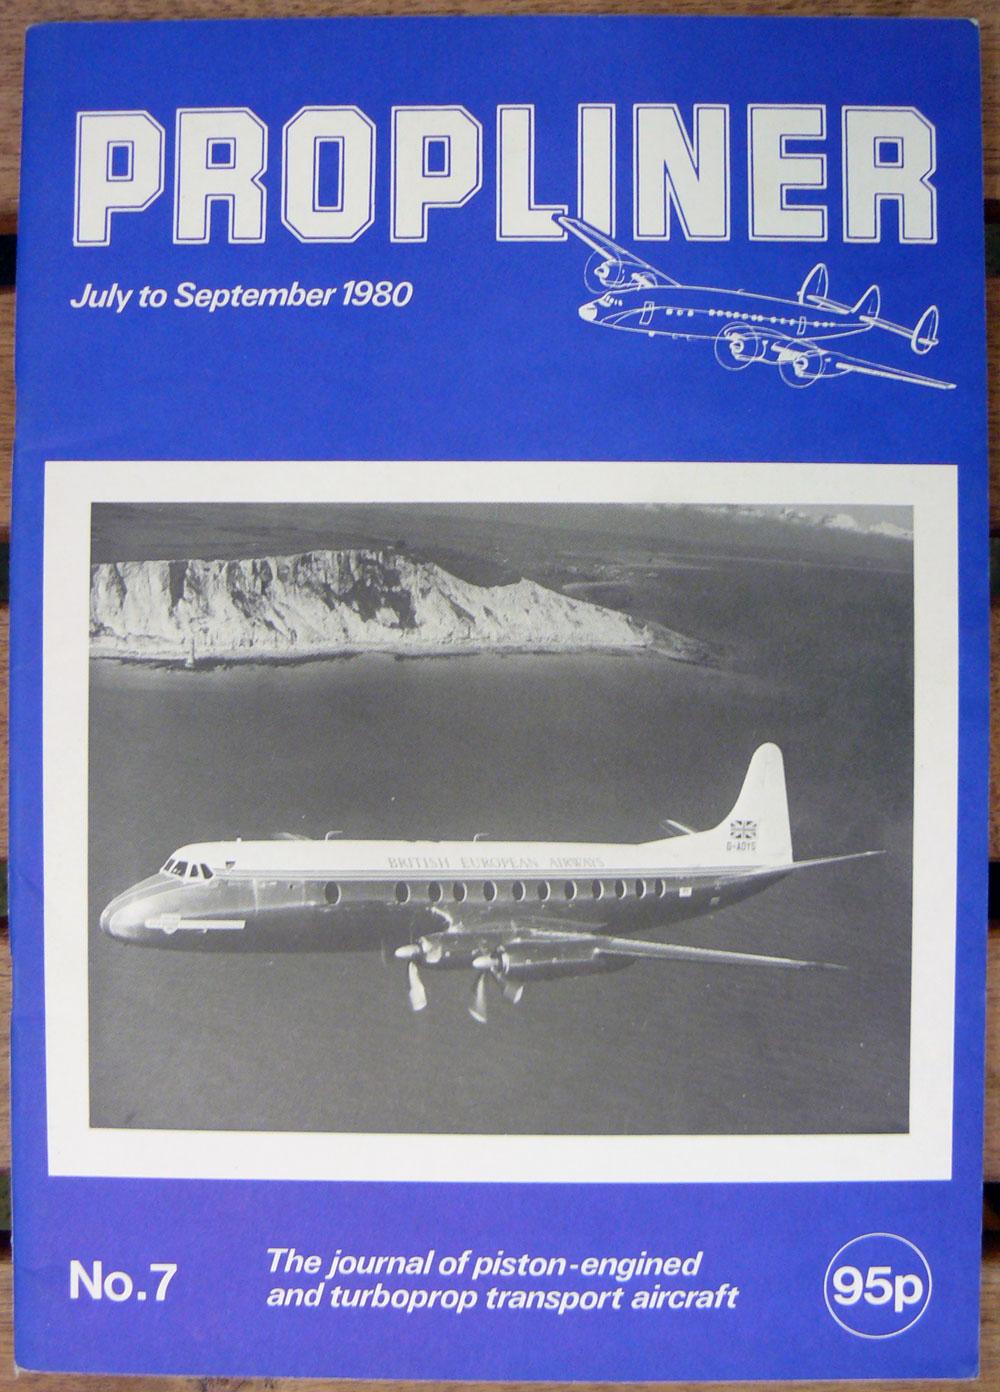 PROPLINER
July to September 1980
BRITISH EUROPEAN AIRWAYS
G-AOYG
No.7
The journal of piston-engined
and turboprop transport aircraft
95p